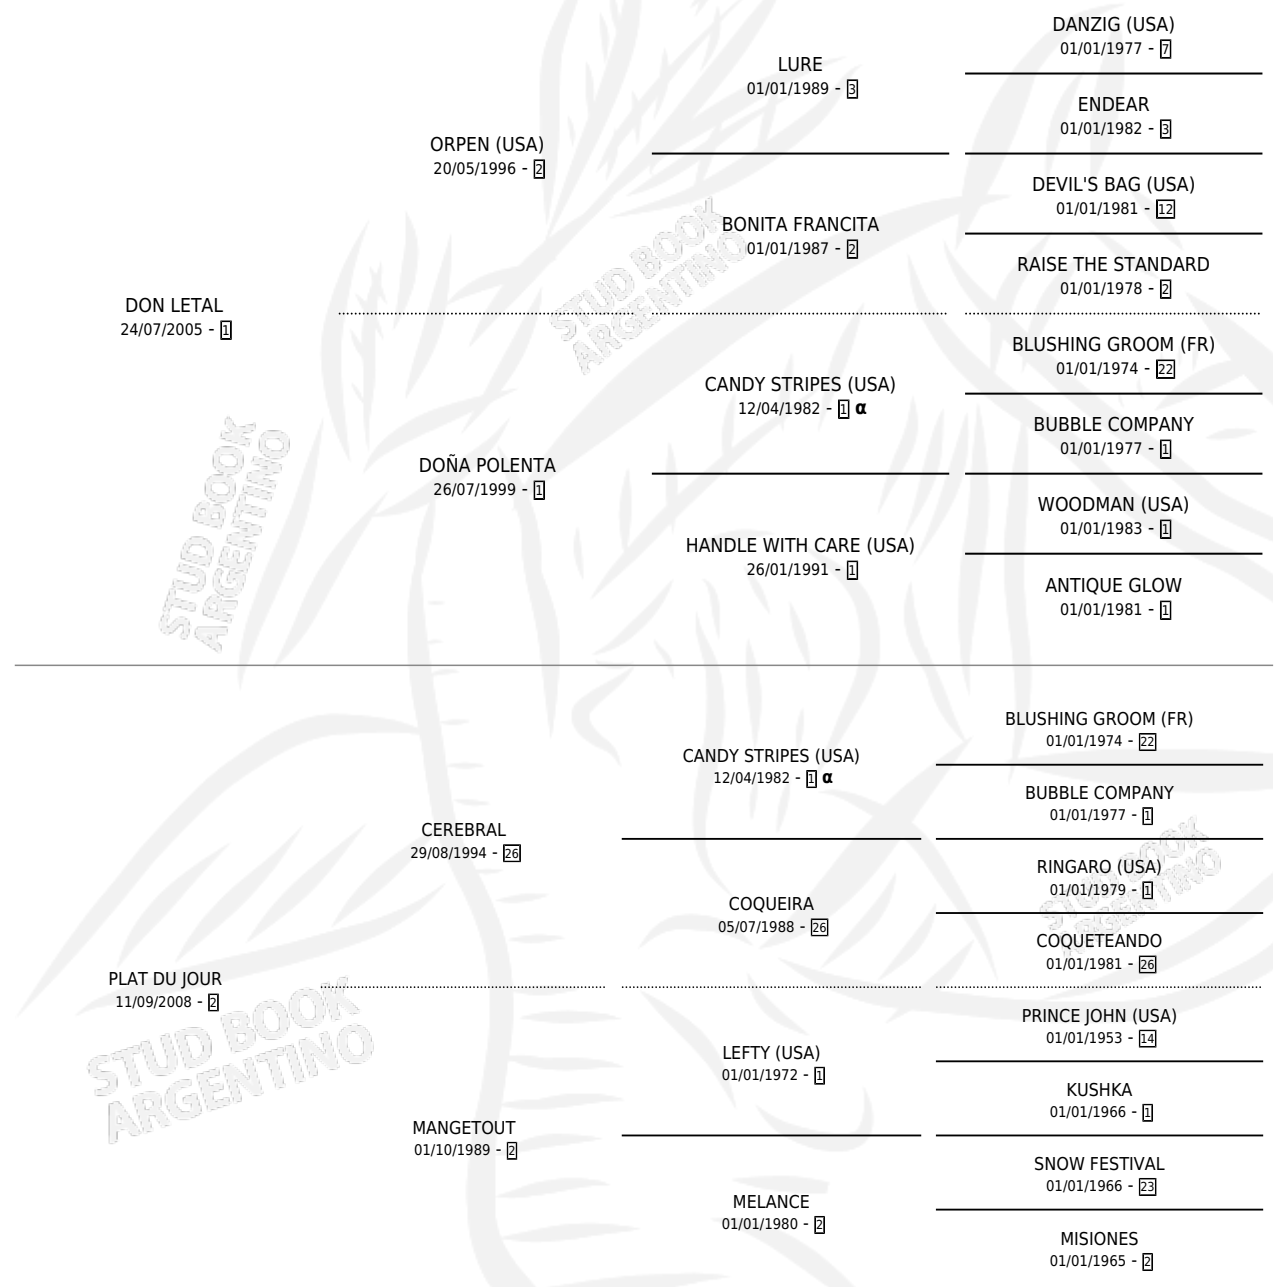 DANZIG (USA)
01/01/1977 - 7
LURE
01/01/1989 - 3
ENDEAR
01/01/1982 - 3
ORPEN (USA)
20/05/1996 - 2
DEVIL'S BAG (USA)
01/01/1981 - 12
BONITA FRANCITA
01/01/1987 - 2
RAISE THE STANDARD
01/01/1978 - 2
DON LETAL
24/07/2005 - 1
BLUSHING GROOM (FR)
01/01/1974 - 22
CANDY STRIPES (USA)
12/04/1982 - 1 α
BUBBLE COMPANY
01/01/1977 - 1
DOÑA POLENTA
26/07/1999 - 1
WOODMAN (USA)
01/01/1983 - 1
HANDLE WITH CARE (USA)
26/01/1991 - 1
ANTIQUE GLOW
01/01/1981 - 1
BLUSHING GROOM (FR)
01/01/1974 - 22
CANDY STRIPES (USA)
12/04/1982 - 1 α
BUBBLE COMPANY
01/01/1977 - 1
CEREBRAL
29/08/1994 - 26
RINGARO (USA)
01/01/1979 - 1
COQUEIRA
05/07/1988 - 26
COQUETEANDO
01/01/1981 - 26
PLAT DU JOUR
11/09/2008 - 2
PRINCE JOHN (USA)
01/01/1953 - 14
LEFTY (USA)
01/01/1972 - 1
KUSHKA
01/01/1966 - 1
MANGETOUT
01/10/1989 - 2
SNOW FESTIVAL
01/01/1966 - 23
MELANCE
01/01/1980 - 2
MISIONES
01/01/1965 - 2
STUD BOOK
ARGENTINO
STUD BOOK
ARGENTINO
STUD BOOK
ARGENTINO
STUD BOOK
ARGENTINO